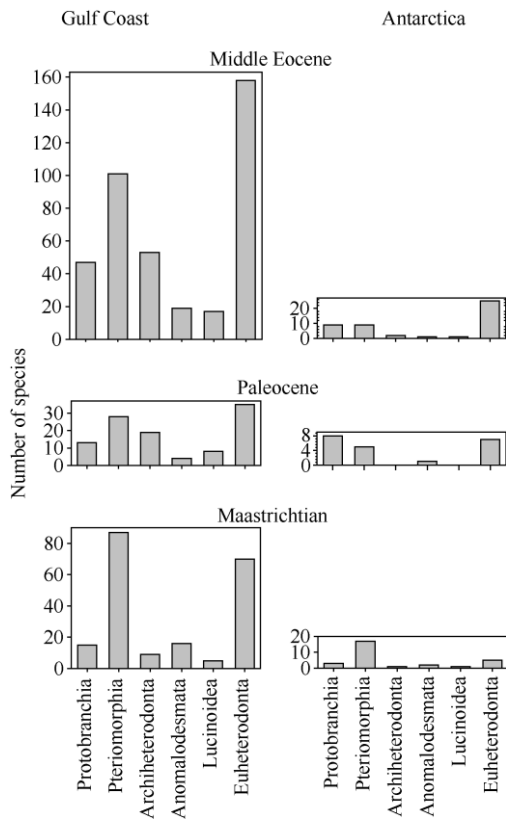 Gulf Coast
Antarctica
Middle Eocene
160
140
120
100
80
60
40
20
0
20
10
0
Paleocene
30
20
10
0
8
4
0
Maastrichtian
80
60
40
20
0
20
10
0
Number of species
Protobranchia
Pteriomorphia
Archiheterodonta
Anomalodesmata
Lucinoidea
Euheterodonta
Protobranchia
Pteriomorphia
Archiheterodonta
Anomalodesmata
Lucinoidea
Euheterodonta